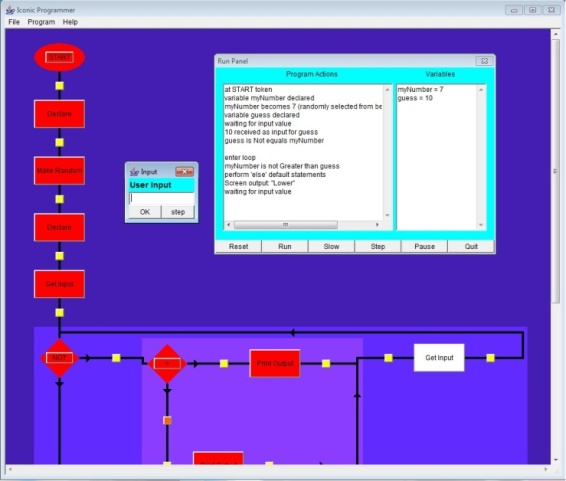 Iconic Programmer
File Program Help
START
Declare
Make Random
Declare
Get Input
NOT
Print Output
Get Input
Input
User Input
OK step
Run Panel
Program Actions
at START token
variable myNumber declared
myNumber becomes 7 (randomly selected from be
variable guess declared
waiting for input value
10 received as input for guess
guess is Not equals myNumber
enter loop
myNumber is not Greater than guess
perform 'else' default statements
Screen output: "Lower"
waiting for input value
Variables
myNumber = 7
guess = 10
Reset Run Slow Step Pause Quit